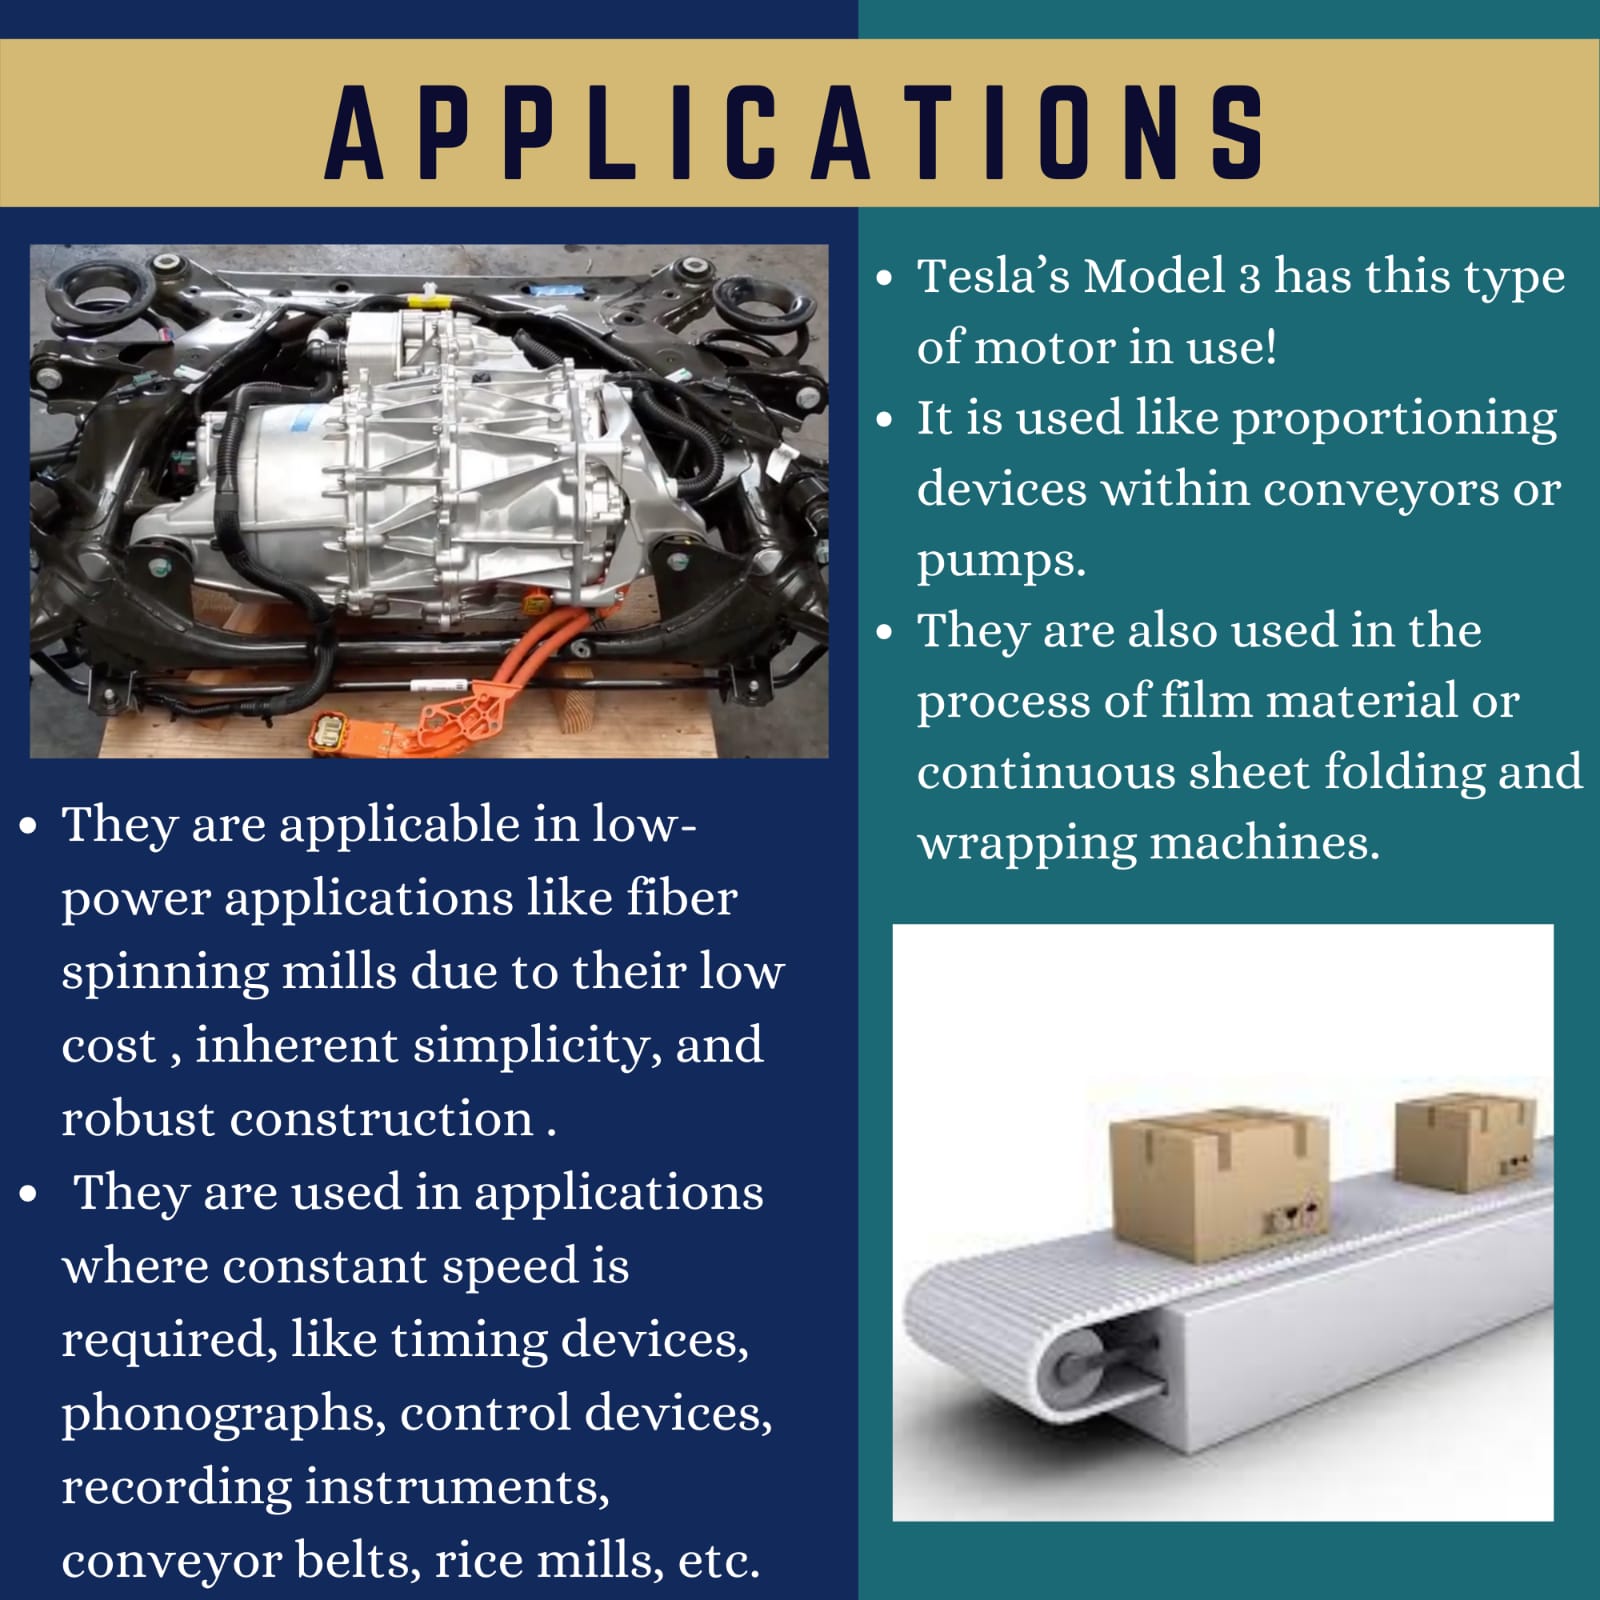 APPLICATIONS
• They are applicable in low-
power applications like fiber
spinning mills due to their low
cost , inherent simplicity, and
robust construction .
• They are used in applications
where constant speed is
required, like timing devices,
phonographs, control devices,
recording instruments,
conveyor belts, rice mills, etc.
• Tesla’s Model 3 has this type
of motor in use!
• It is used like proportioning
devices within conveyors or
pumps.
• They are also used in the
process of film material or
continuous sheet folding and
wrapping machines.